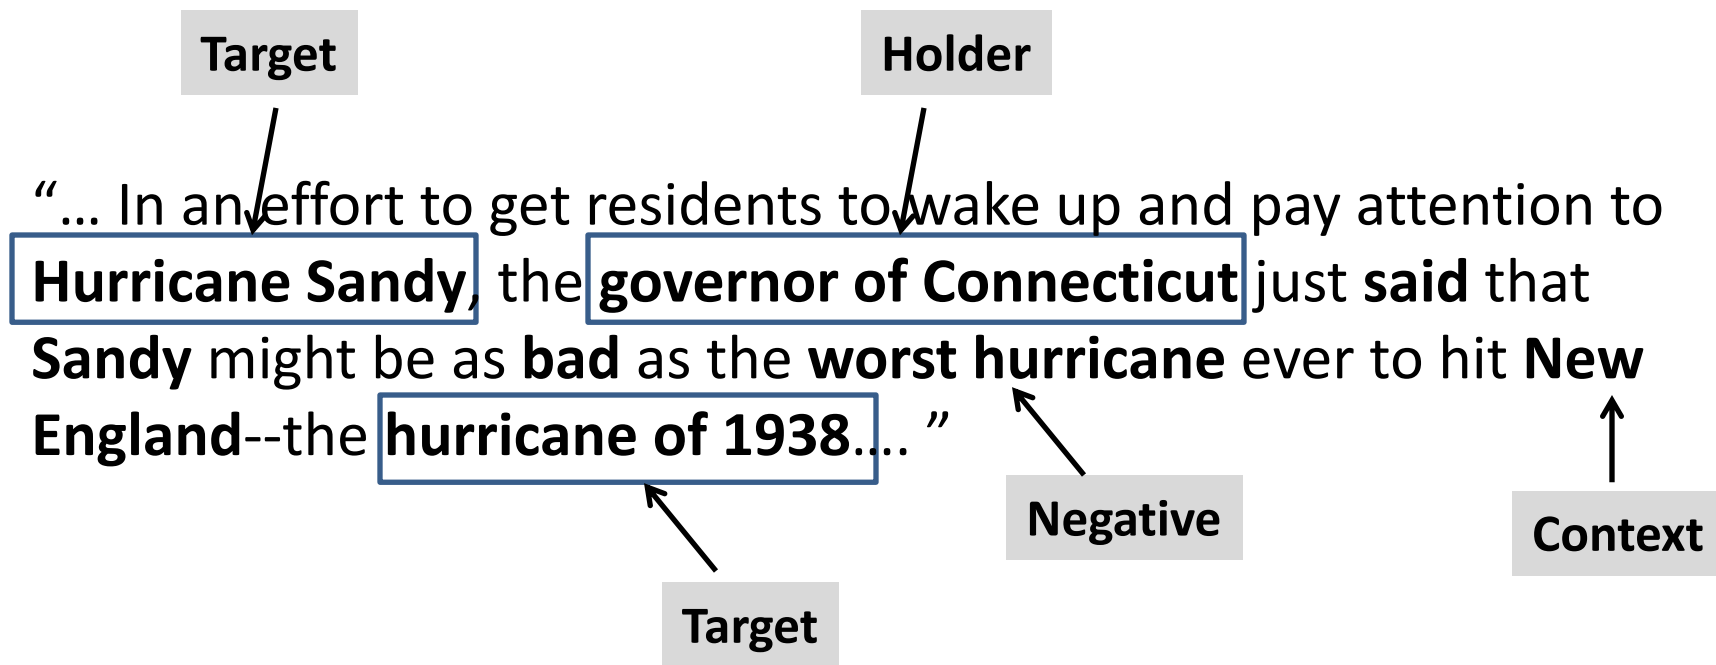 Target
Holder
“… In an effort to get residents to wake up and pay attention to
Hurricane Sandy, the governor of Connecticut just said that
Sandy might be as bad as the worst hurricane ever to hit New
England--the hurricane of 1938.... ”
Negative
Context
Target